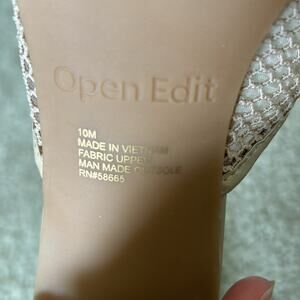 Open Edit
10M
MADE IN VIETNAM
FABRIC UPPER
MAN MADE OUTSOLE
RN#58665